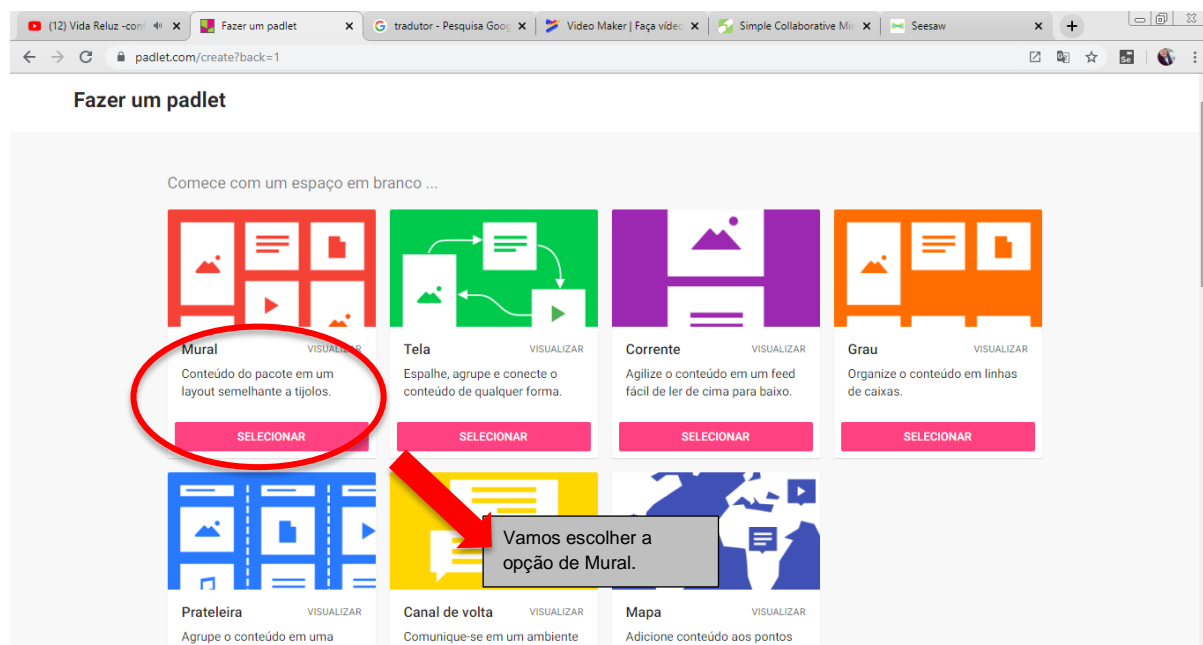 (12) Vida Reluz -conf
Fazer um padlet
tradutor - Pesquisa Goog
Video Maker | Faça vídeo
Simple Collaborative Min
Seesaw
padlet.com/create?back=1
Se
Fazer um padlet
Comece com um espaço em branco ...
Mural VISUALIZAR
Conteúdo do pacote em um
layout semelhante a tijolos.
SELECIONAR
Tela VISUALIZAR
Espalhe, agrupe e conecte o
conteúdo de qualquer forma.
SELECIONAR
Corrente VISUALIZAR
Agilize o conteúdo em um feed
fácil de ler de cima para baixo.
SELECIONAR
Grau VISUALIZAR
Organize o conteúdo em linhas
de caixas.
SELECIONAR
Vamos escolher a
opção de Mural.
Prateleira VISUALIZAR
Agrupe o conteúdo em uma
Canal de volta VISUALIZAR
Comunique-se em um ambiente
Mapa VISUALIZAR
Adicione conteúdo aos pontos